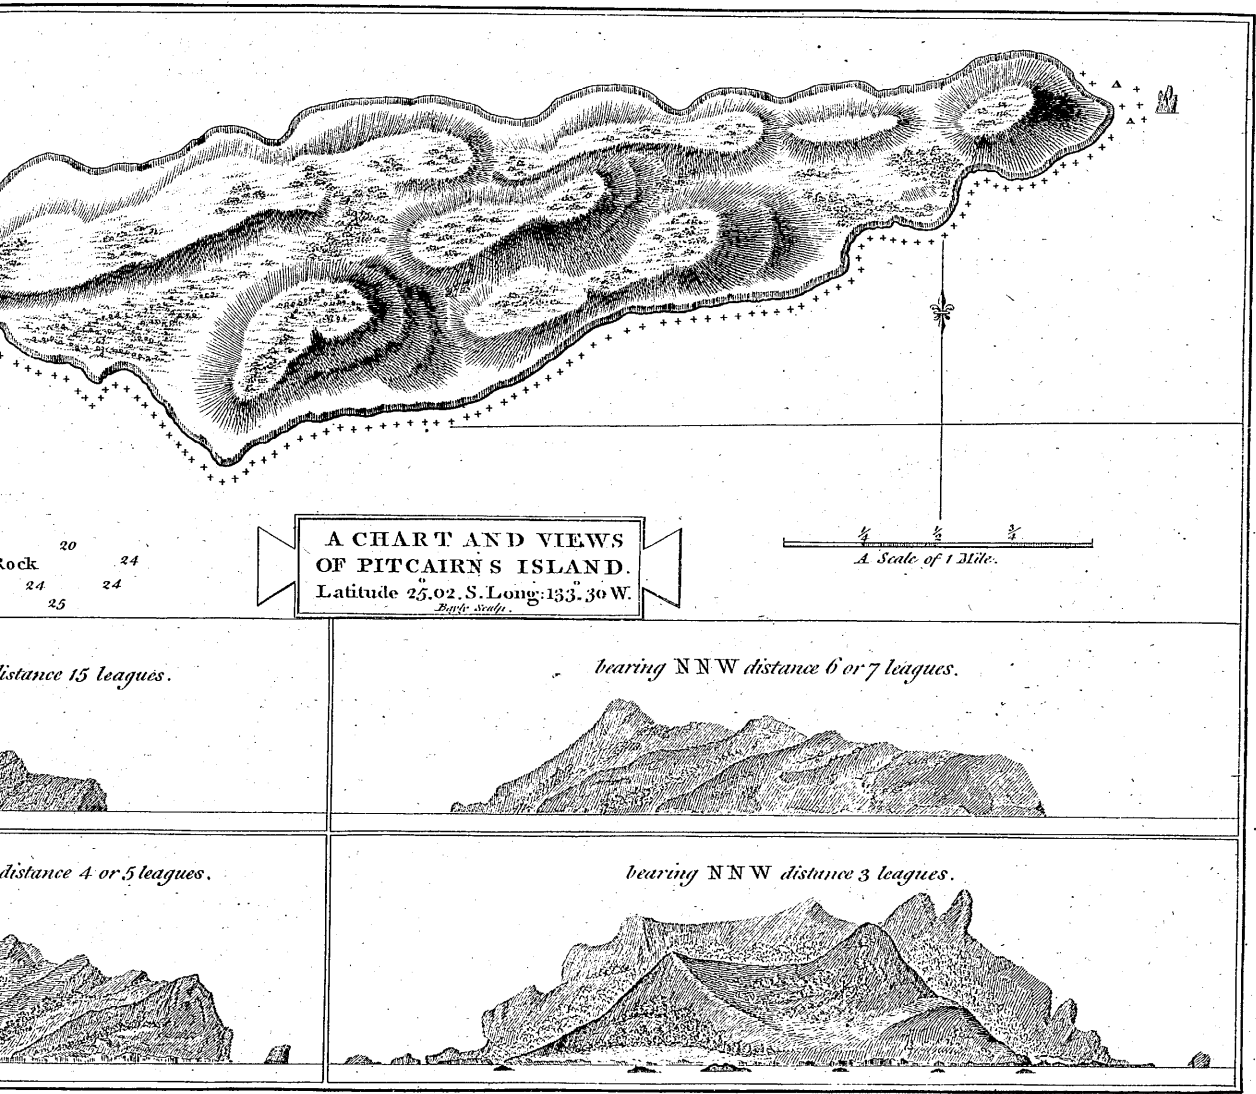 20
Rock 24
24 24
25
A CHART AND VIEWS
OF PITCAIRN'S ISLAND.
Latitude 25.02. S. Long: 133.30 W.
Bayly Sculp.
1/4 1/2 3/4
A Scale of 1 Mile.
distance 15 leagues.
bearing NNW distance 6 or 7 leagues.
distance 4 or 5 leagues.
bearing NNW distance 3 leagues.